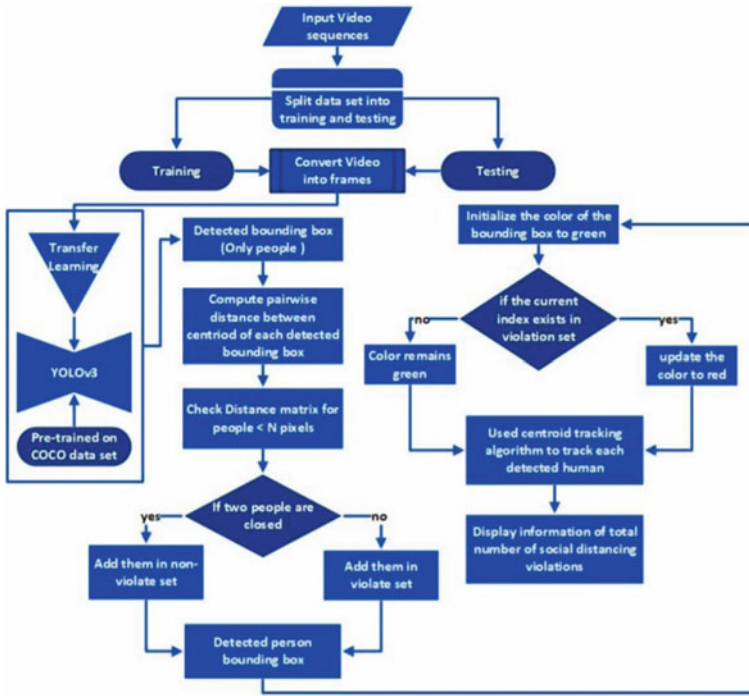 Input Video
sequences
Split data set into
training and testing
Training
Convert Video
into frames
Testing
Transfer
Learning
YOLOv3
Pre-trained on
COCO data set
Detected bounding box
(Only people )
Compute pairwise
distance between
centriod of each detected
bounding box
Check Distance matrix for
people < N pixels
If two people are
closed
yes
no
Add them in non-
violate set
Add them in
violate set
Detected person
bounding box
Initialize the color of the
bounding box to green
if the current
index exists in
violation set
no
yes
Color remains
green
update the
color to red
Used centroid tracking
algorithm to track each
detected human
Display information of total
number of social distancing
violations